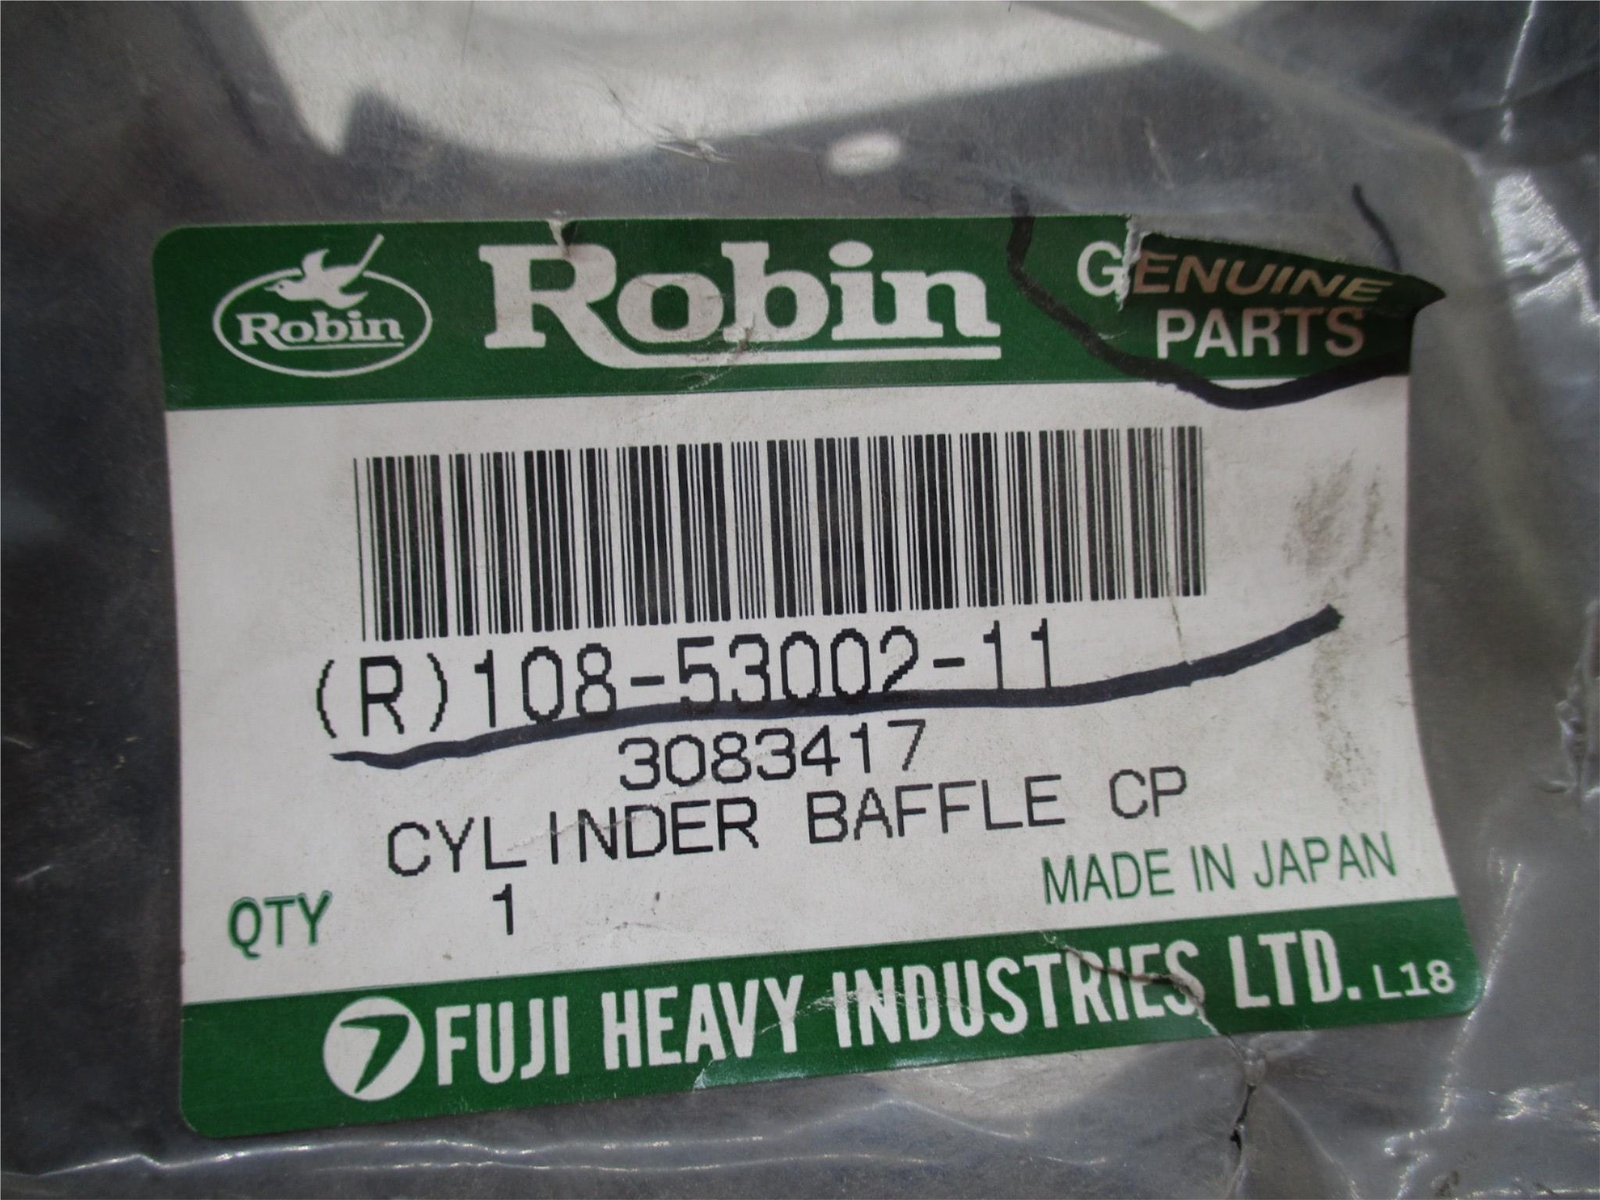 Robin
Robin
GENUINE
PARTS
(R)108-53002-11
3083417
CYLINDER BAFFLE CP
QTY 1
MADE IN JAPAN
FUJI HEAVY INDUSTRIES LTD. L18